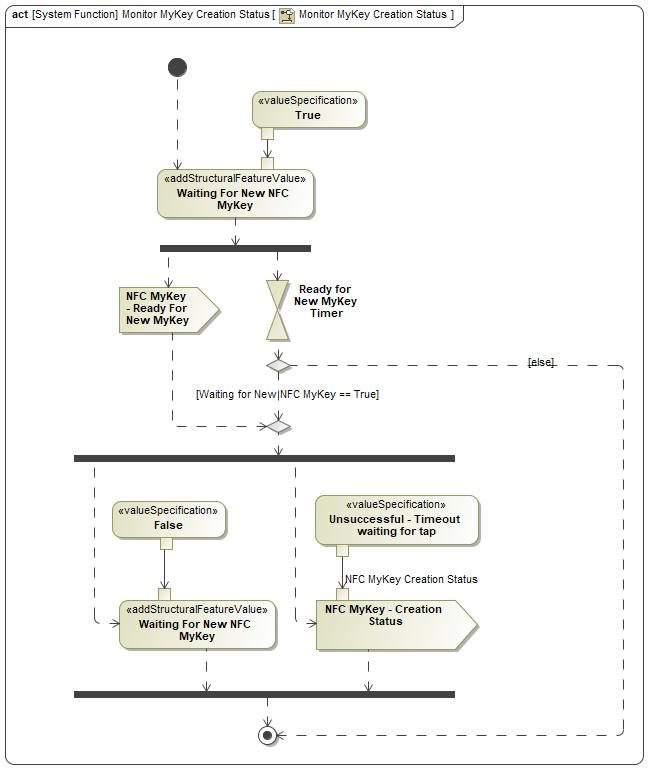 act [System Function] Monitor MyKey Creation Status [ Monitor MyKey Creation Status ]
«valueSpecification»
True
«addStructuralFeatureValue»
Waiting For New NFC
MyKey
NFC MyKey
- Ready For
New MyKey
Ready for
New MyKey
Timer
[else]
[Waiting for New NFC MyKey == True]
«valueSpecification»
False
«valueSpecification»
Unsuccessful - Timeout
waiting for tap
NFC MyKey Creation Status
«addStructuralFeatureValue»
Waiting For New NFC
MyKey
NFC MyKey - Creation
Status